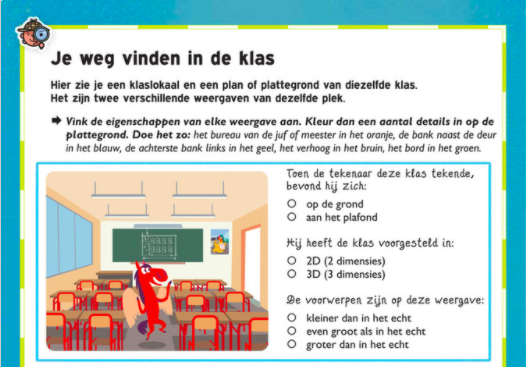 Je weg vinden in de klas
Hier zie je een klaslokaal en een plan of plattegrond van diezelfde klas.
Het zijn twee verschillende weergaven van dezelfde plek.
➡ Vink de eigenschappen van elke weergave aan. Kleur dan een aantal details in op de
plattegrond. Doe het zo: het bureau van de juf of meester in het oranje, de bank naast de deur
in het blauw, de achterste bank links in het geel, het verhoog in het bruin, het bord in het groen.
Toen de tekenaar deze klas tekende,
bevond hij zich:
op de grond
aan het plafond
Hij heeft de klas voorgesteld in:
2D (2 dimensies)
3D (3 dimensies)
De voorwerpen zijn op deze weergave:
kleiner dan in het echt
even groot als in het echt
groter dan in het echt